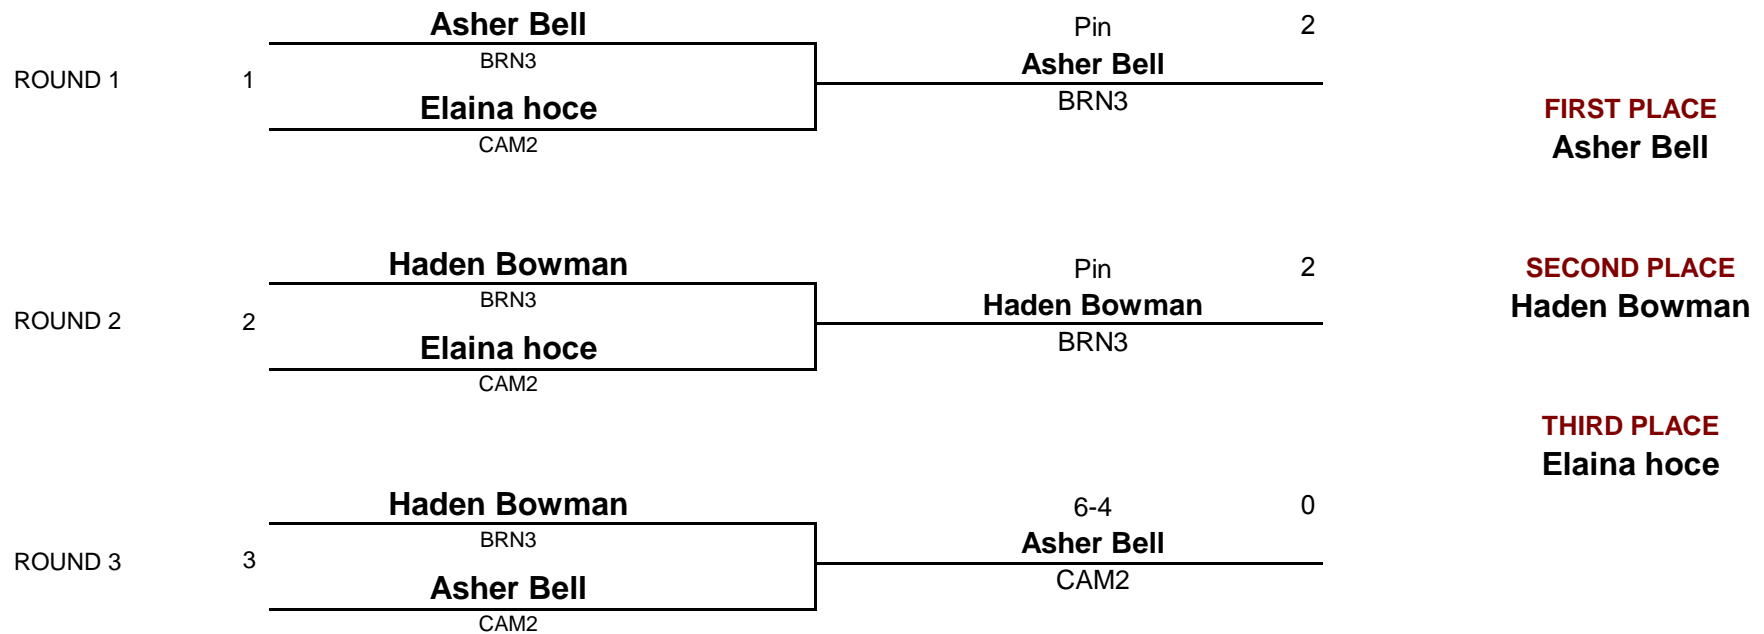 Asher Bell
Pin 2
BRN3
Asher Bell
ROUND 1 1
Elaina hoce
BRN3
CAM2
FIRST PLACE
Asher Bell
Haden Bowman
Pin 2
BRN3
Haden Bowman
ROUND 2 2
Elaina hoce
BRN3
CAM2
SECOND PLACE
Haden Bowman
THIRD PLACE
Elaina hoce
Haden Bowman
6-4 0
BRN3
Asher Bell
ROUND 3 3
Asher Bell
CAM2
CAM2